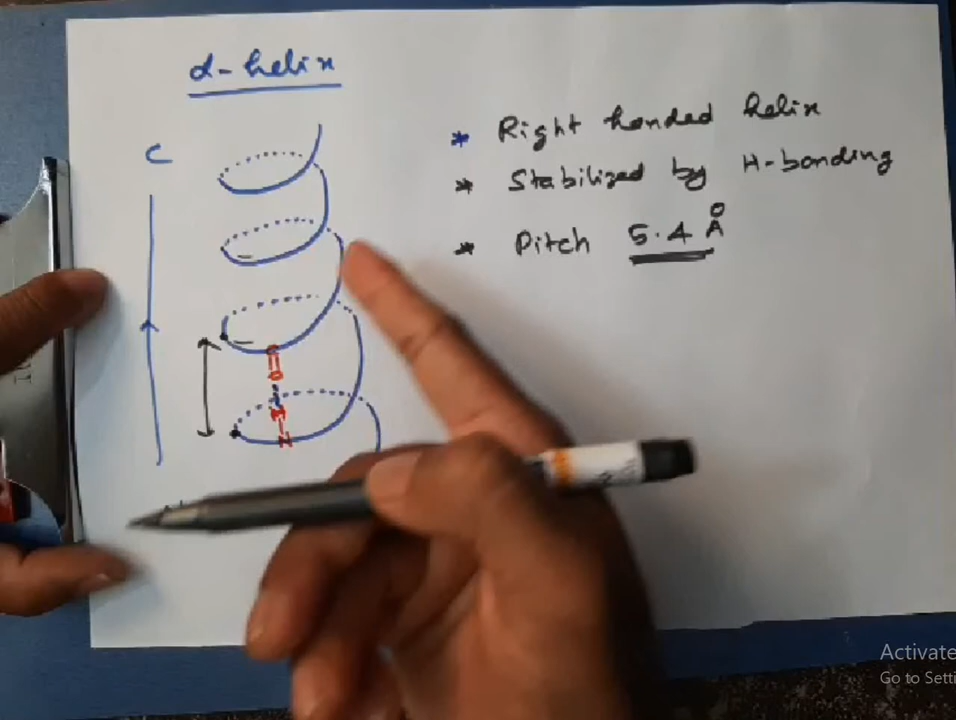 α-helix
* Right handed helix
C
* Stabilized by H-bonding
* Pitch 5.4 Å
O
H
N
Activate
Go to Setti